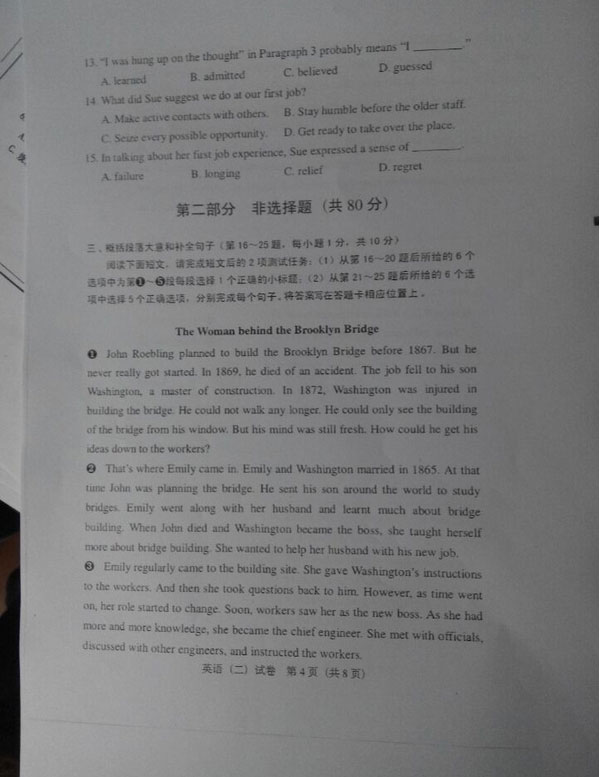 13. "I was hung up on the thought" in Paragraph 3 probably means "I ________."
A. learned B. admitted C. believed D. guessed
14. What did Sue suggest we do at our first job?
A. Make active contacts with others. B. Stay humble before the older staff.
C. Seize every possible opportunity. D. Get ready to take over the place.
15. In talking about her first job experience, Sue expressed a sense of ________.
A. failure B. longing C. relief D. regret
第二部分 非选择题（共 80 分）
三、概括段落大意和补全句子（第 16～25 题，每小题 1 分，共 10 分）
阅读下面短文，请完成短文后的 2 项测试任务：（1）从第 16～20 题后所给的 6 个
选项中为第❶～❺段每段选择 1 个正确的小标题；（2）从第 21～25 题后所给的 6 个选
项中选择 5 个正确选项，分别完成每个句子。将答案写在答题卡相应位置上。
The Woman behind the Brooklyn Bridge
❶ John Roebling planned to build the Brooklyn Bridge before 1867. But he
never really got started. In 1869, he died of an accident. The job fell to his son
Washington, a master of construction. In 1872, Washington was injured in
building the bridge. He could not walk any longer. He could only see the building
of the bridge from his window. But his mind was still fresh. How could he get his
ideas down to the workers?
❷ That's where Emily came in. Emily and Washington married in 1865. At that
time John was planning the bridge. He sent his son around the world to study
bridges. Emily went along with her husband and learnt much about bridge
building. When John died and Washington became the boss, she taught herself
more about bridge building. She wanted to help her husband with his new job.
❸ Emily regularly came to the building site. She gave Washington's instructions
to the workers. And then she took questions back to him. However, as time went
on, her role started to change. Soon, workers saw her as the new boss. As she had
more and more knowledge, she became the chief engineer. She met with officials,
discussed with other engineers, and instructed the workers.
英语（二）试卷 第 4 页（共 8 页）